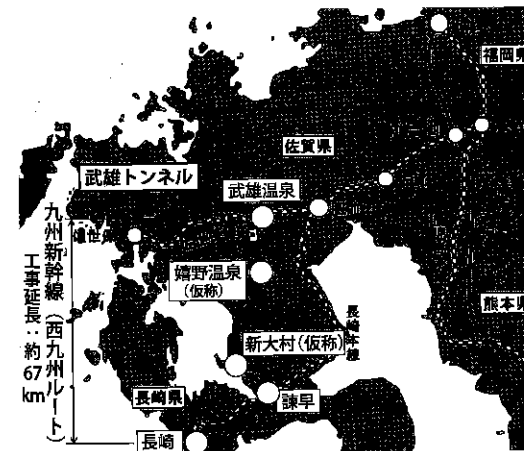 福岡県
佐賀県
武雄トンネル
武雄温泉
嬉野温泉
(仮称)
熊本県
長崎本線
新大村(仮称)
長崎県
諫早
長崎
九州新幹線(西九州ルート)
工事延長:約67km